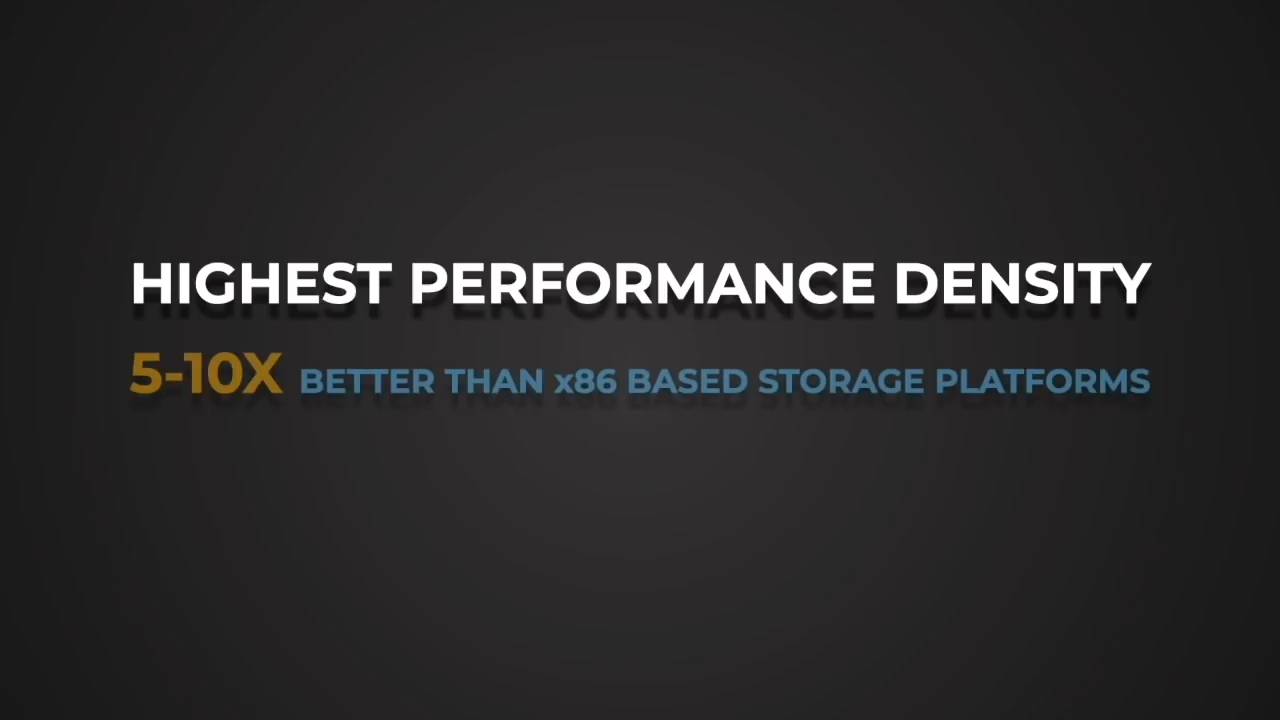 HIGHEST PERFORMANCE DENSITY
5-10X BETTER THAN x86 BASED STORAGE PLATFORMS